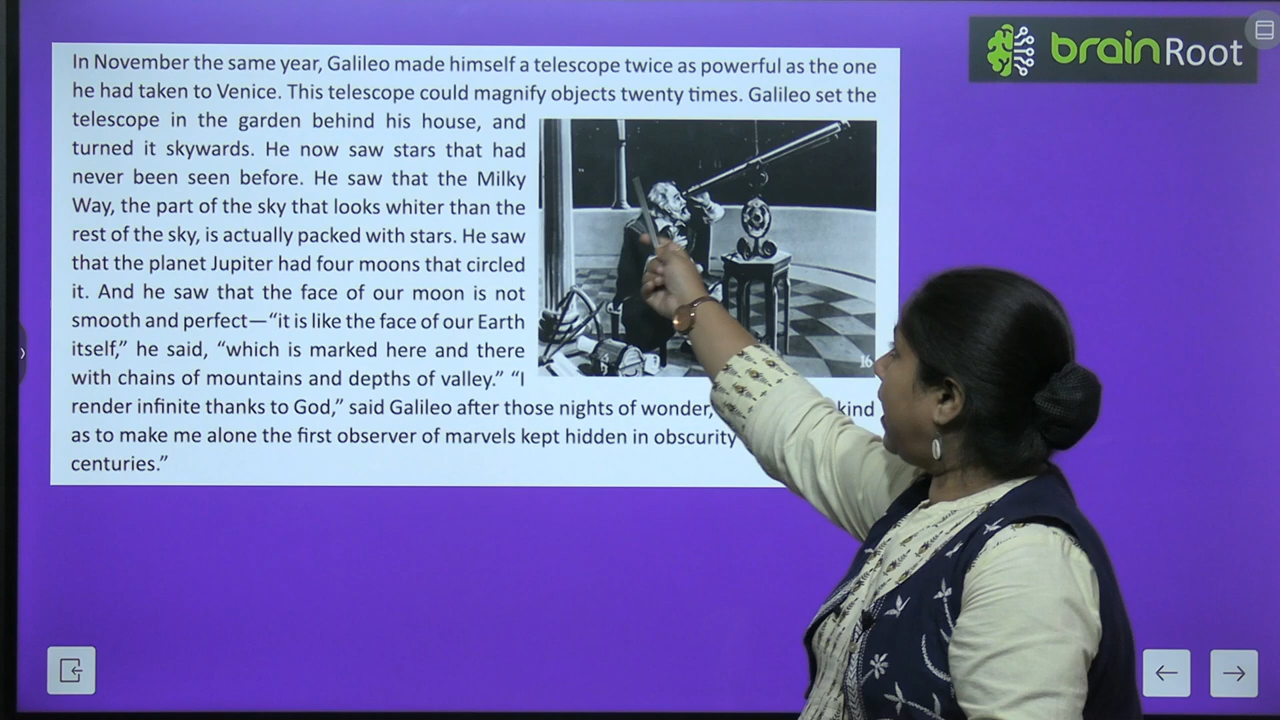 brainRoot
In November the same year, Galileo made himself a telescope twice as powerful as the one
he had taken to Venice. This telescope could magnify objects twenty times. Galileo set the
telescope in the garden behind his house, and
turned it skywards. He now saw stars that had
never been seen before. He saw that the Milky
Way, the part of the sky that looks whiter than the
rest of the sky, is actually packed with stars. He saw
that the planet Jupiter had four moons that circled
it. And he saw that the face of our moon is not
smooth and perfect—“it is like the face of our Earth
itself,” he said, “which is marked here and there
with chains of mountains and depths of valley.” “I
render infinite thanks to God,” said Galileo after those nights of wonder, kind
as to make me alone the first observer of marvels kept hidden in obscurity
centuries.”
16